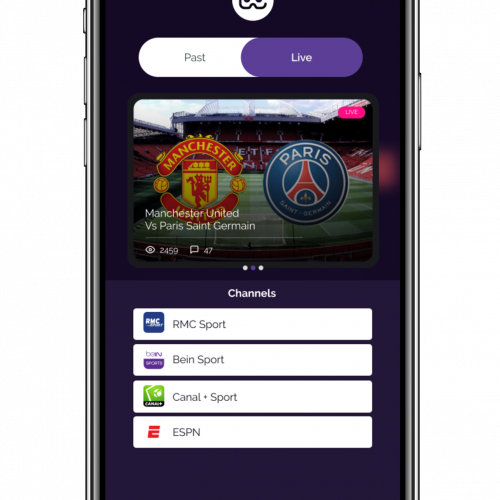 Past
Live
LIVE
MANCHESTER
UNITED
PARIS
SAINT-GERMAIN
Manchester United
Vs Paris Saint Germain
2459
47
Channels
RMC SPORT
RMC Sport
beIN
SPORTS
Bein Sport
CANAL+
Canal + Sport
E
ESPN